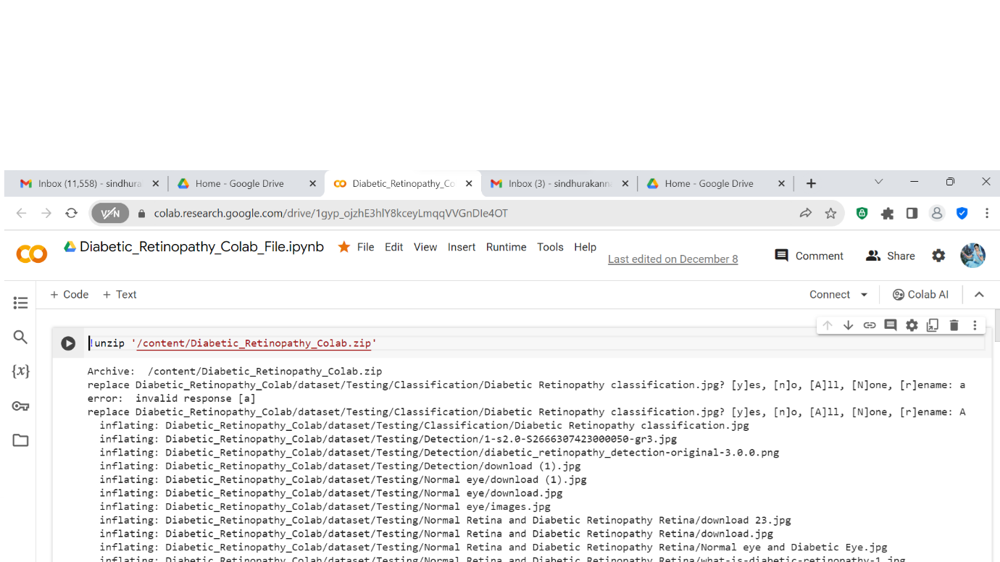 Inbox (11,558) - sindhura
Home - Google Drive
Diabetic_Retinopathy_Co
Inbox (3) - sindhurakann
Home - Google Drive
VPN
colab.research.google.com/drive/
CO
Diabetic_Retinopathy_Colab_File.ipynb
File Edit View Insert Runtime Tools Help
Last edited on December 8
Comment
Share
+ Code + Text
Connect
Colab AI
{x}
!unzip '/content/Diabetic_Retinopathy_Colab.zip'
Archive:  /content/Diabetic_Retinopathy_Colab.zip
replace Diabetic_Retinopathy_Colab/dataset/Testing/Classification/Diabetic Retinopathy classification.jpg? [y]es, [n]o, [A]ll, [N]one, [r]ename: a
error:  invalid response [a]
replace Diabetic_Retinopathy_Colab/dataset/Testing/Classification/Diabetic Retinopathy classification.jpg? [y]es, [n]o, [A]ll, [N]one, [r]ename: A
inflating: Diabetic_Retinopathy_Colab/dataset/Testing/Classification/Diabetic Retinopathy classification.jpg
inflating: Diabetic_Retinopathy_Colab/dataset/Testing/Detection/1-s2.0-S2666307423000050-gr3.jpg
inflating: Diabetic_Retinopathy_Colab/dataset/Testing/Detection/diabetic_retinopathy_detection-original-3.0.0.png
inflating: Diabetic_Retinopathy_Colab/dataset/Testing/Detection/download (1).jpg
inflating: Diabetic_Retinopathy_Colab/dataset/Testing/Normal eye/download (1).jpg
inflating: Diabetic_Retinopathy_Colab/dataset/Testing/Normal eye/download.jpg
inflating: Diabetic_Retinopathy_Colab/dataset/Testing/Normal eye/images.jpg
inflating: Diabetic_Retinopathy_Colab/dataset/Testing/Normal Retina and Diabetic Retinopathy Retina/download 23.jpg
inflating: Diabetic_Retinopathy_Colab/dataset/Testing/Normal Retina and Diabetic Retinopathy Retina/download.jpg
inflating: Diabetic_Retinopathy_Colab/dataset/Testing/Normal Retina and Diabetic Retinopathy Retina/Normal eye and Diabetic Eye.jpg
inflating: Diabetic_Retinopathy_Colab/dataset/Testing/Normal Retina and Diabetic Retinopathy Retina/what-is-diabetic-retinopathy-1.jpg